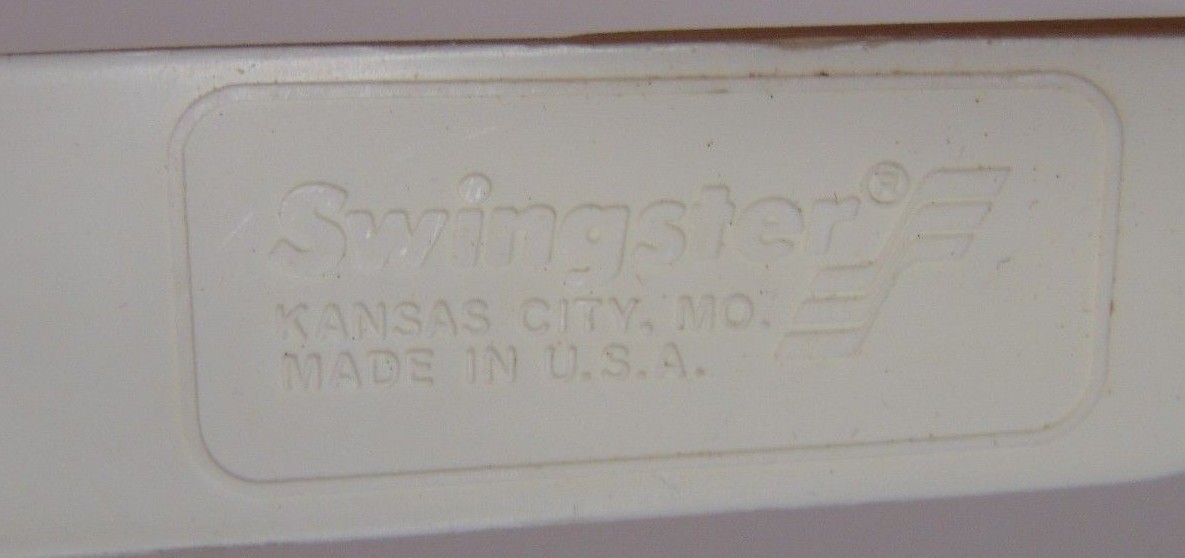 Swingster®
KANSAS CITY, MO.
MADE IN U.S.A.